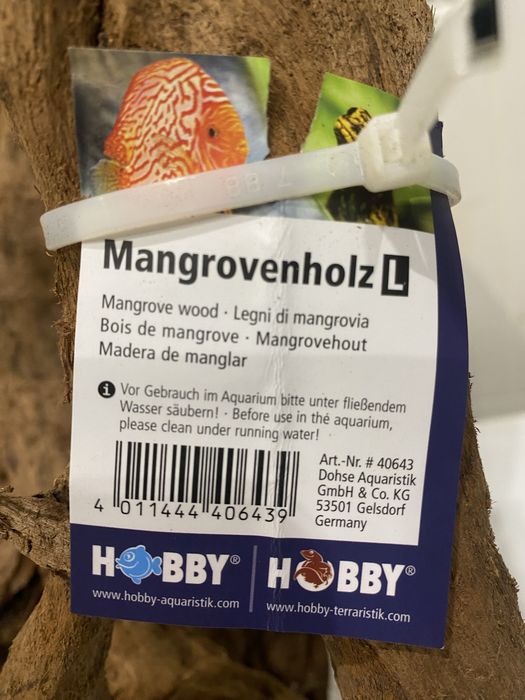 Mangrovenholz L
Mangrove wood · Legni di mangrovia
Bois de mangrove · Mangrovehout
Madera de manglar
i Vor Gebrauch im Aquarium bitte unter fließendem
Wasser säubern! · Before use in the aquarium,
please clean under running water!
Art.-Nr. # 40643
Dohse Aquaristik
GmbH & Co. KG
53501 Gelsdorf
Germany
4 011444 406439
HOBBY®
www.hobby-aquaristik.com
HOBBY®
www.hobby-terraristik.com